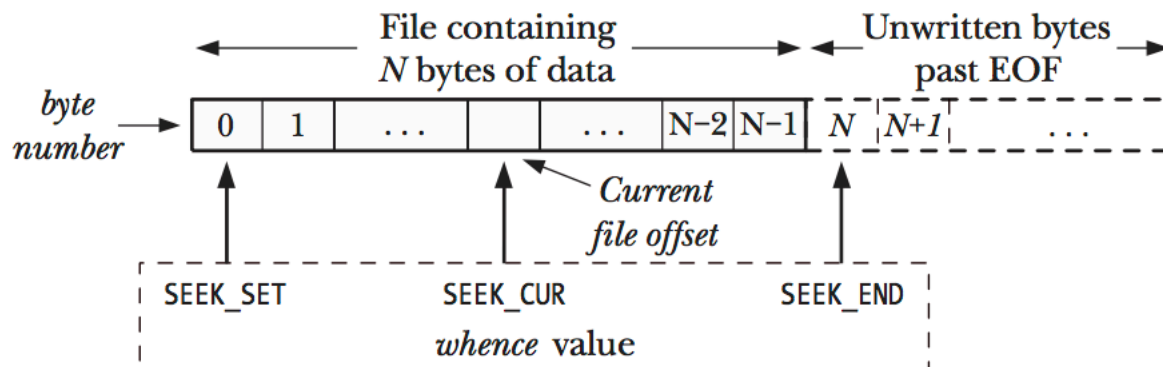 File containing
N bytes of data
Unwritten bytes
past EOF
byte
number
0 1 ... ... N−2 N−1 N N+1 ...
Current
file offset
SEEK_SET SEEK_CUR SEEK_END
whence value